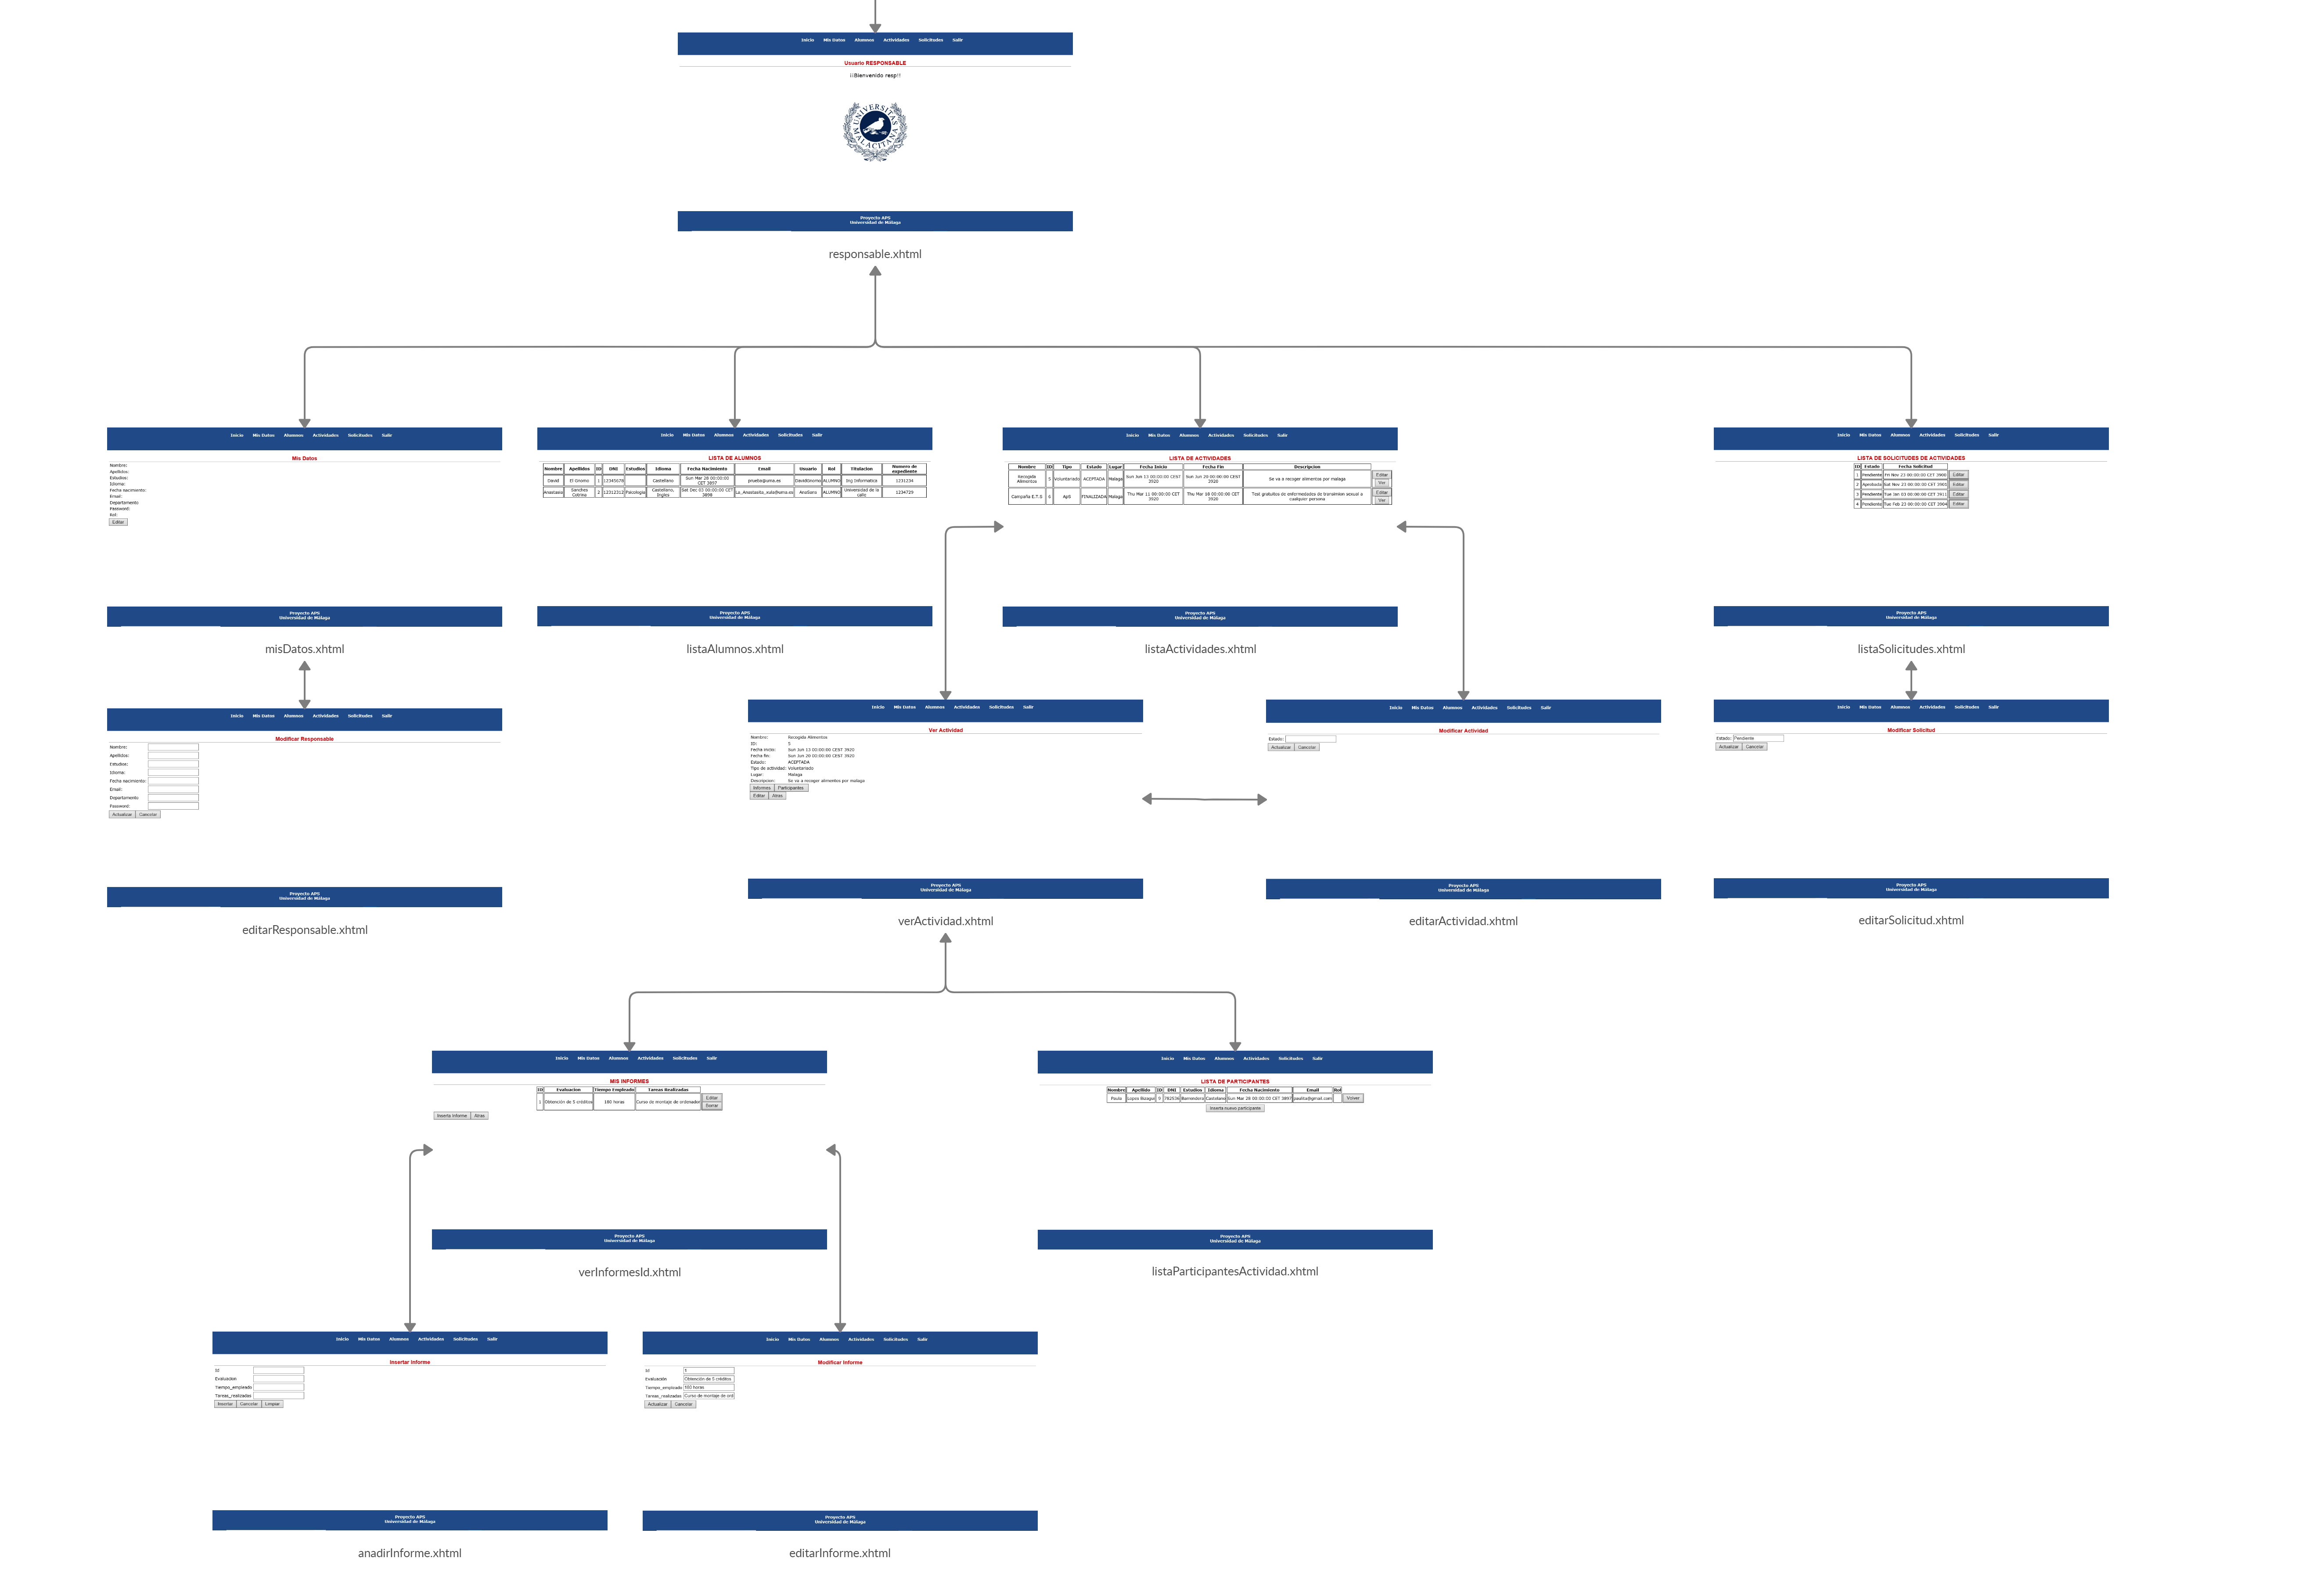 Inicio Mis Datos Alumnos Actividades Solicitudes Salir
Usuario RESPONSABLE
¡¡Bienvenido resp!!
UNIVERSITAS MALACITANA
Proyecto APS
Universidad de Málaga
responsable.xhtml
Inicio Mis Datos Alumnos Actividades Solicitudes Salir
Mis Datos
Nombre:
Apellidos:
Estudios:
Idioma:
Fecha nacimiento:
Email:
Departamento:
Password:
Rol:
Editar
Proyecto APS
Universidad de Málaga
misDatos.xhtml
Inicio Mis Datos Alumnos Actividades Solicitudes Salir
LISTA DE ALUMNOS
Nombre Apellidos ID DNI Estudios Idioma Fecha Nacimiento Email Usuario Rol Titulacion Numero de expediente
David El Gnomo 1 12345678 Castellano Sun Mar 28 00:00:00 CET 3897 prueba@uma.es DavidGnomo ALUMNO Ing Informatica 1231234
Anastasia Sanches Cotrina 2 12312312 Psicologia Castellano, Ingles Sat Dec 03 00:00:00 CET 3898 ALUMNO Universidad de la calle 1234729
Proyecto APS
Universidad de Málaga
listaAlumnos.xhtml
Inicio Mis Datos Alumnos Actividades Solicitudes Salir
LISTA DE ACTIVIDADES
Nombre ID Tipo Estado Lugar Fecha Inicio Fecha Fin Descripcion
Recogida Alimentos 5 Voluntariado ACEPTADA Malaga Sun Jun 13 00:00:00 CEST 3920 Sun Jun 20 00:00:00 CEST 3920 Se va a recoger alimentos por malaga Editar Ver
Campaña E.T.S 6 ApS FINALIZADA Malaga Thu Mar 11 00:00:00 CET 3920 Thu Mar 18 00:00:00 CET 3920 Test gratuitos de enfermedades de transimion sexual a cualquier persona Editar Ver
Proyecto APS
Universidad de Málaga
listaActividades.xhtml
Inicio Mis Datos Alumnos Actividades Solicitudes Salir
LISTA DE SOLICITUDES DE ACTIVIDADES
ID Estado Fecha Solicitud
1 Pendiente Fri Nov 23 00:00:00 CET 3900 Editar
2 Aprobada Sat Nov 23 00:00:00 CET Editar
3 Pendiente Tue Jan 03 00:00:00 CET 3911 Editar
4 Pendiente Tue Feb 23 00:00:00 CET 3904 Editar
Proyecto APS
Universidad de Málaga
listaSolicitudes.xhtml
Inicio Mis Datos Alumnos Actividades Solicitudes Salir
Modificar Responsable
Nombre:
Apellidos:
Estudios:
Idioma:
Fecha nacimiento:
Email:
Departamento:
Password:
Actualizar Cancelar
Proyecto APS
Universidad de Málaga
editarResponsable.xhtml
Inicio Mis Datos Alumnos Actividades Solicitudes Salir
Ver Actividad
Nombre: Recogida Alimentos
ID: 5
Fecha inicio: Sun Jun 13 00:00:00 CEST 3920
Fecha fin: Sun Jun 20 00:00:00 CEST 3920
Estado: ACEPTADA
Tipo de actividad: Voluntariado
Lugar: Malaga
Descripcion: Se va a recoger alimentos por malaga
Informes Participantes
Editar Atras
Proyecto APS
Universidad de Málaga
verActividad.xhtml
Inicio Mis Datos Alumnos Actividades Solicitudes Salir
Modificar Actividad
Estado:
Actualizar Cancelar
Proyecto APS
Universidad de Málaga
editarActividad.xhtml
Inicio Mis Datos Alumnos Actividades Solicitudes Salir
Modificar Solicitud
Estado: Pendiente
Actualizar Cancelar
Proyecto APS
Universidad de Málaga
editarSolicitud.xhtml
Inicio Mis Datos Alumnos Actividades Solicitudes Salir
MIS INFORMES
ID Evaluacion Tiempo Empleado Tareas Realizadas
1 Obtención de 5 créditos 160 horas Curso de montaje de ordenador Editar Borrar
Inserta Informe Atras
Proyecto APS
Universidad de Málaga
verInformesId.xhtml
Inicio Mis Datos Alumnos Actividades Solicitudes Salir
LISTA DE PARTICIPANTES
Nombre Apellido ID DNI Estudios Idioma Fecha Nacimiento Email Rol
Paula Lopez 9 782536 Castellano Sun Mar 28 00:00:00 CET 3897 Volver
Inserta nuevo participante
Proyecto APS
Universidad de Málaga
listaParticipantesActividad.xhtml
Inicio Mis Datos Alumnos Actividades Solicitudes Salir
Insertar Informe
Id:
Evaluacion
Tiempo_empleado
Tareas_realizadas
Insertar Cancelar Limpiar
Proyecto APS
Universidad de Málaga
anadirInforme.xhtml
Inicio Mis Datos Alumnos Actividades Solicitudes Salir
Modificar Informe
Id: 1
Evaluación Obtención de 5 créditos
Tiempo_empleado 160 horas
Tareas_realizadas Curso de montaje de ord
Actualizar Cancelar
Proyecto APS
Universidad de Málaga
editarInforme.xhtml